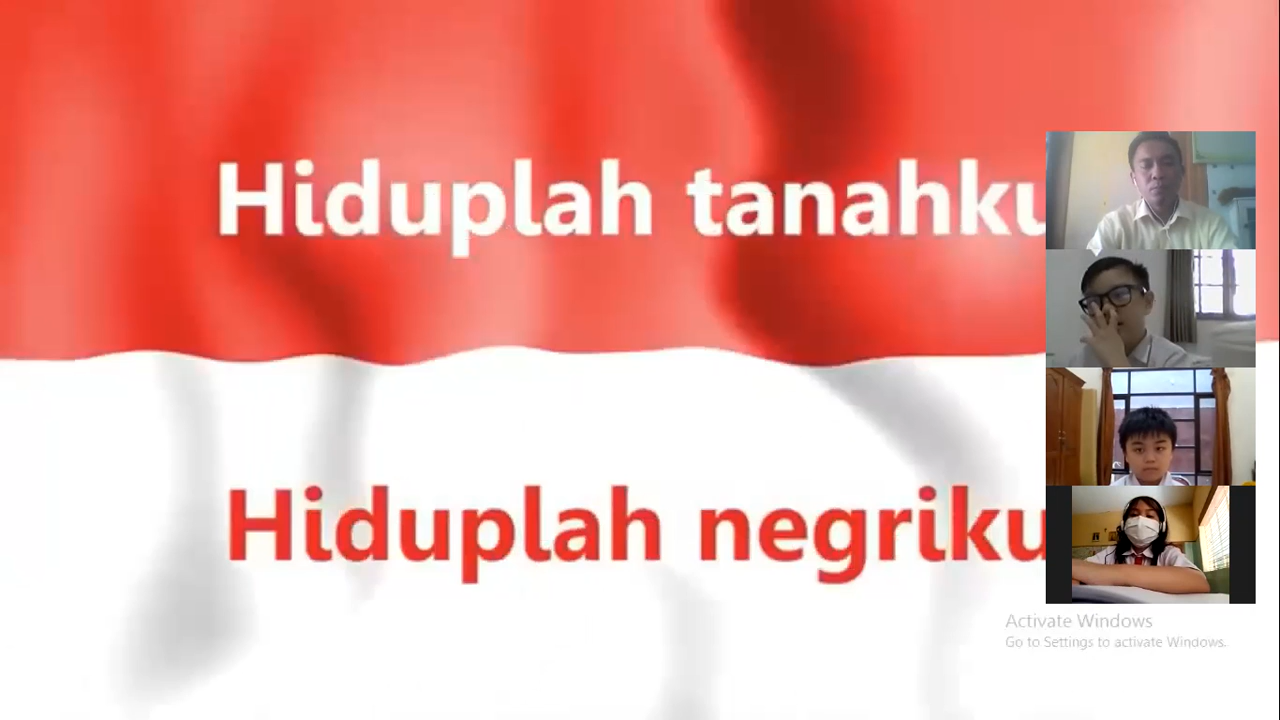 Hiduplah tanahku
Hiduplah negriku
Activate Windows
Go to Settings to activate Windows.